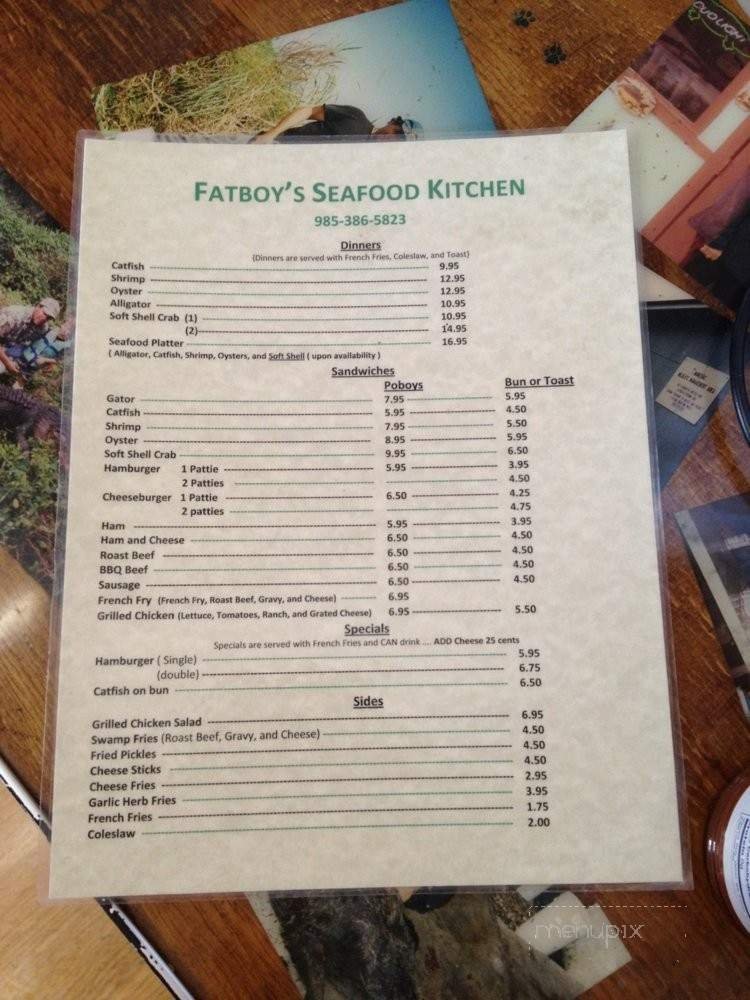 FATBOY'S SEAFOOD KITCHEN
985-386-5823
Dinners
(Dinners are served with French Fries, Coleslaw, and Toast)
Catfish 9.95
Shrimp 12.95
Oyster 12.95
Alligator 10.95
Soft Shell Crab (1) 10.95
(2) 14.95
Seafood Platter 16.95
( Alligator, Catfish, Shrimp, Oysters, and Soft Shell ( upon availability )
Sandwiches
Poboys Bun or Toast
Gator 7.95 5.95
Catfish 5.95 4.50
Shrimp 7.95 5.50
Oyster 8.95 5.95
Soft Shell Crab 9.95 6.50
Hamburger 1 Pattie 5.95 3.95
2 Patties 4.50
Cheeseburger 1 Pattie 6.50 4.25
2 patties 4.75
Ham 5.95 3.95
Ham and Cheese 6.50 4.50
Roast Beef 6.50 4.50
BBQ Beef 6.50 4.50
Sausage 6.50 4.50
French Fry (French Fry, Roast Beef, Gravy, and Cheese) 6.95
Grilled Chicken (Lettuce, Tomatoes, Ranch, and Grated Cheese) 6.95 5.50
Specials
Specials are served with French Fries and CAN drink .... ADD Cheese 25 cents
Hamburger ( Single) 5.95
(double) 6.75
Catfish on bun 6.50
Sides
Grilled Chicken Salad 6.95
Swamp Fries (Roast Beef, Gravy, and Cheese) 4.50
Fried Pickles 4.50
Cheese Sticks 4.50
Cheese Fries 2.95
Garlic Herb Fries 3.95
French Fries 1.75
Coleslaw 2.00
menupix